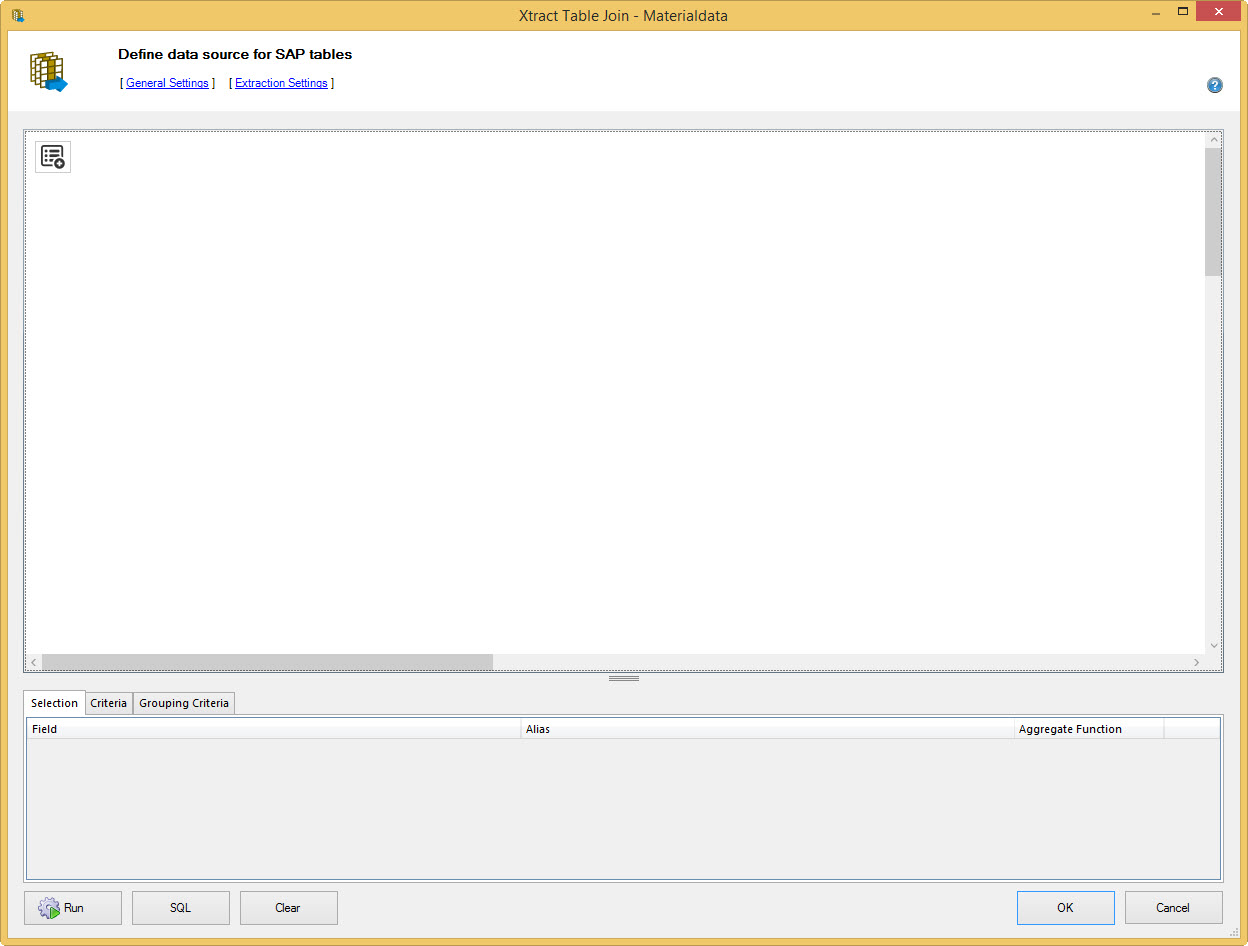 Xtract Table Join - Materialdata
Define data source for SAP tables
[ General Settings ] [ Extraction Settings ]
?
Selection Criteria Grouping Criteria
Field Alias Aggregate Function
Run SQL Clear OK Cancel